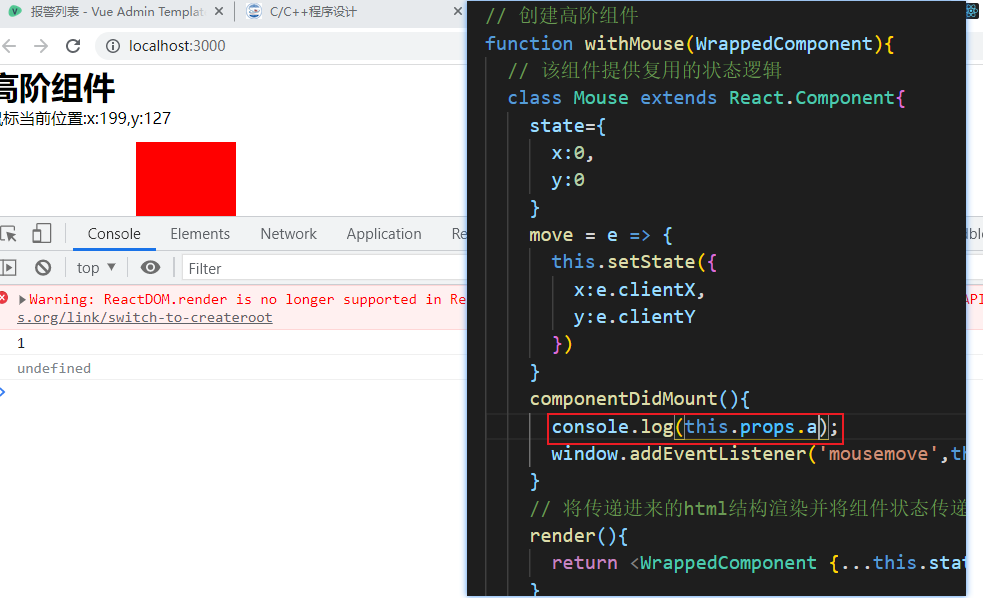 报警列表 - Vue Admin Templat
C/C++程序设计
localhost:3000
高阶组件
鼠标当前位置:x:199,y:127
Console
Elements
Network
Application
Re
top
Filter
Warning: ReactDOM.render is no longer supported in Re
API
s.org/link/switch-to-createroot
1
undefined
// 创建高阶组件
function withMouse(WrappedComponent){
// 该组件提供复用的状态逻辑
class Mouse extends React.Component{
state={
x:0,
y:0
}
move = e => {
this.setState({
x:e.clientX,
y:e.clientY
})
}
componentDidMount(){
console.log(this.props.a);
window.addEventListener('mousemove',th
}
// 将传递进来的html结构渲染并将组件状态传递
render(){
return <WrappedComponent {...this.stat
}